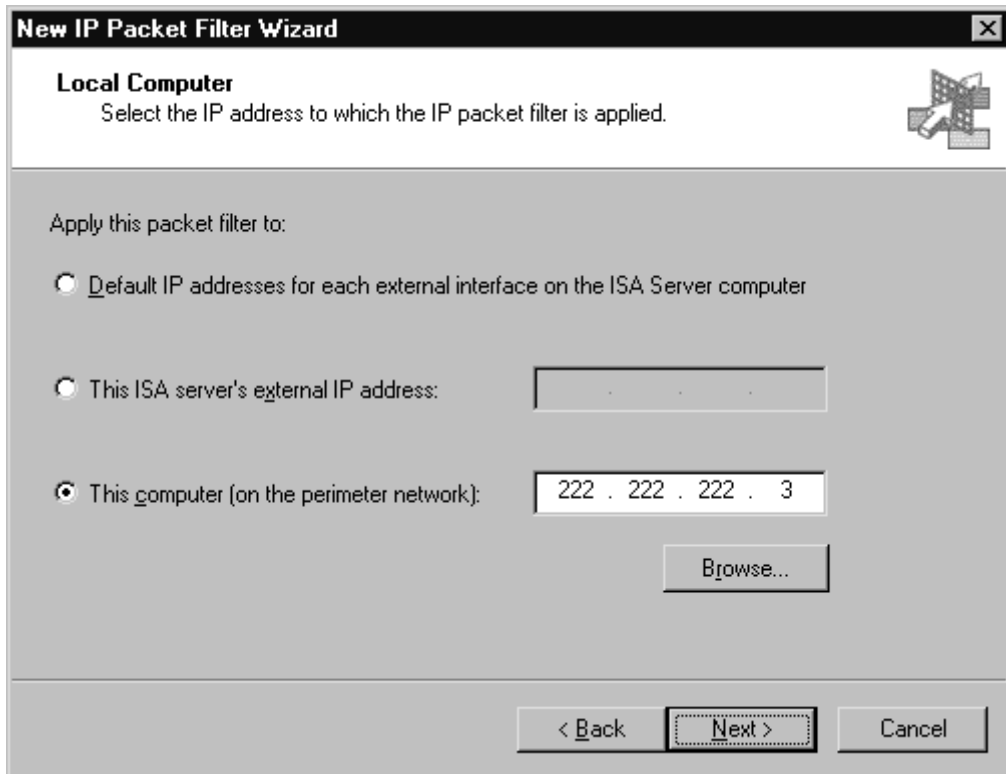 New IP Packet Filter Wizard
Local Computer
Select the IP address to which the IP packet filter is applied.
Apply this packet filter to:
Default IP addresses for each external interface on the ISA Server computer
This ISA server's external IP address: . . .
This computer (on the perimeter network): 222 . 222 . 222 . 3
Browse...
< Back Next > Cancel